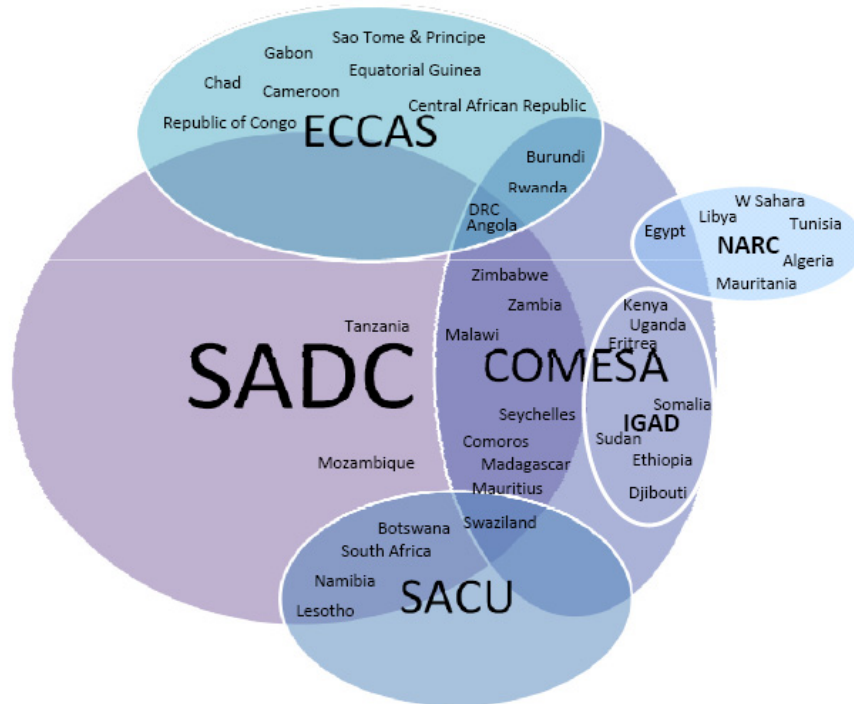 Sao Tome & Principe
Gabon
Equatorial Guinea
Chad
Cameroon
Central African Republic
Republic of Congo
ECCAS
Burundi
Rwanda
DRC
Angola
W Sahara
Libya
Tunisia
Egypt
NARC
Algeria
Mauritania
Zimbabwe
Zambia
Kenya
Uganda
Tanzania
Malawi
Eritrea
SADC
COMESA
Somalia
Seychelles
IGAD
Sudan
Comoros
Ethiopia
Mozambique
Madagascar
Mauritius
Djibouti
Swaziland
Botswana
South Africa
Namibia
SACU
Lesotho